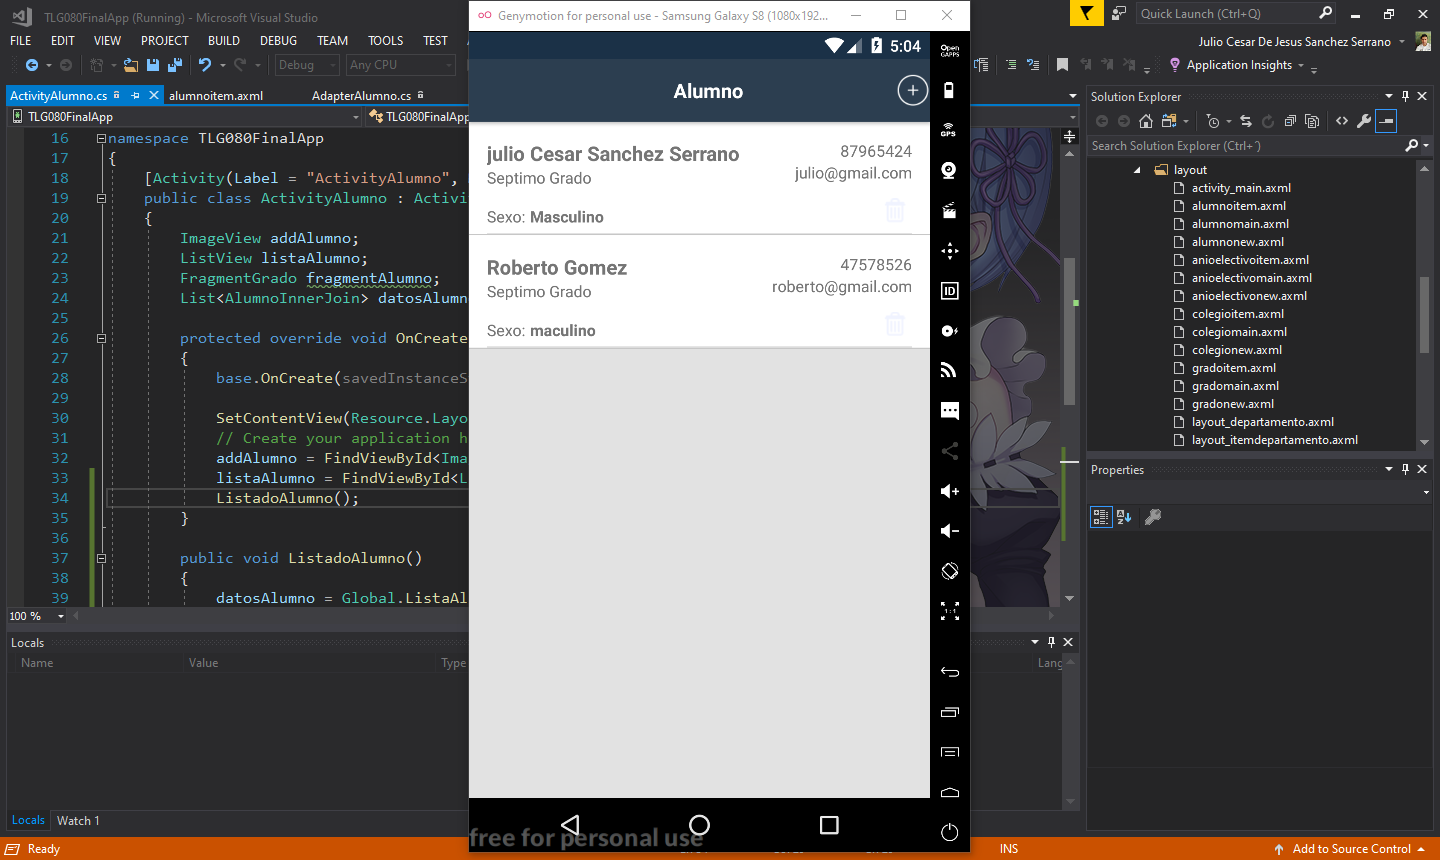 TLG080FinalApp (Running) - Microsoft Visual Studio
Genymotion for personal use - Samsung Galaxy S8 (1080x192...
Quick Launch (Ctrl+Q)
FILE EDIT VIEW PROJECT BUILD DEBUG TEAM TOOLS TEST
Julio Cesar De Jesus Sanchez Serrano
Debug Any CPU
Application Insights
ActivityAlumno.cs alumnoitem.axml AdapterAlumno.cs
TLG080FinalApp TLG080FinalApp
16 namespace TLG080FinalApp
17 {
18 [Activity(Label = "ActivityAlumno",
19 public class ActivityAlumno : Activi
20 {
21 ImageView addAlumno;
22 ListView listaAlumno;
23 FragmentGrado fragmentAlumno;
24 List<AlumnoInnerJoin> datosAlumn
25
26 protected override void OnCreate
27 {
28 base.OnCreate(savedInstanceS
29
30 SetContentView(Resource.Layo
31 // Create your application h
32 addAlumno = FindViewById<Ima
33 listaAlumno = FindViewById<L
34 ListadoAlumno();
35 }
36
37 public void ListadoAlumno()
38 {
39 datosAlumno = Global.ListaAl
100 %
Locals
Name Value Type Lang
Locals Watch 1
Ready INS Add to Source Control
5:04
Alumno
julio Cesar Sanchez Serrano 87965424
Septimo Grado julio@gmail.com
Sexo: Masculino
Roberto Gomez 47578526
Septimo Grado roberto@gmail.com
Sexo: maculino
free for personal use
Open
GAPPS
GPS
ID
1:1
Solution Explorer
Search Solution Explorer (Ctrl+´)
layout
activity_main.axml
alumnoitem.axml
alumnomain.axml
alumnonew.axml
anioelectivoitem.axml
anioelectivomain.axml
anioelectivonew.axml
colegioitem.axml
colegiomain.axml
colegionew.axml
gradoitem.axml
gradomain.axml
gradonew.axml
layout_departamento.axml
layout_itemdepartamento.axml
Properties